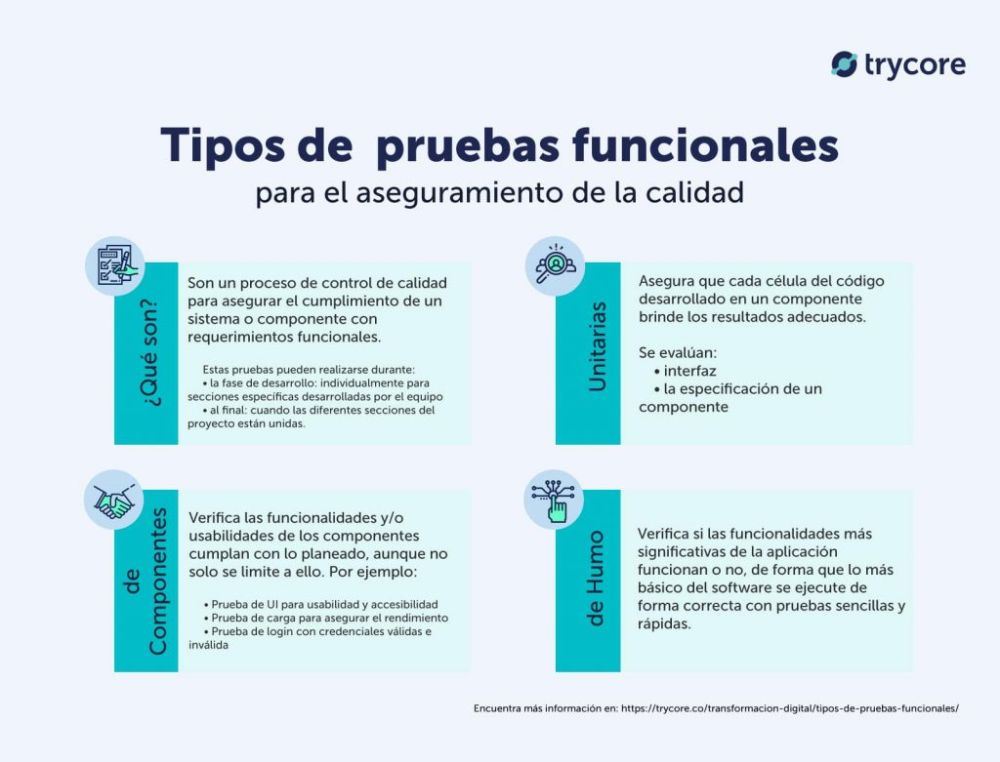 trycore
Tipos de pruebas funcionales
para el aseguramiento de la calidad
¿Qué son?
Son un proceso de control de calidad
para asegurar el cumplimiento de un
sistema o componente con
requerimientos funcionales.
Estas pruebas pueden realizarse durante:
• la fase de desarrollo: individualmente para
secciones específicas desarrolladas por el equipo
• al final: cuando las diferentes secciones del
proyecto están unidas.
Unitarias
Asegura que cada célula del código
desarrollado en un componente
brinde los resultados adecuados.
Se evalúan:
• interfaz
• la especificación de un
componente
de
Componentes
Verifica las funcionalidades y/o
usabilidades de los componentes
cumplan con lo planeado, aunque no
solo se limite a ello. Por ejemplo:
• Prueba de UI para usabilidad y accesibilidad
• Prueba de carga para asegurar el rendimiento
• Prueba de login con credenciales válidas e
inválida
de Humo
Verifica si las funcionalidades más
significativas de la aplicación
funcionan o no, de forma que lo más
básico del software se ejecute de
forma correcta con pruebas sencillas y
rápidas.
Encuentra más información en: https://trycore.co/transformacion-digital/tipos-de-pruebas-funcionales/